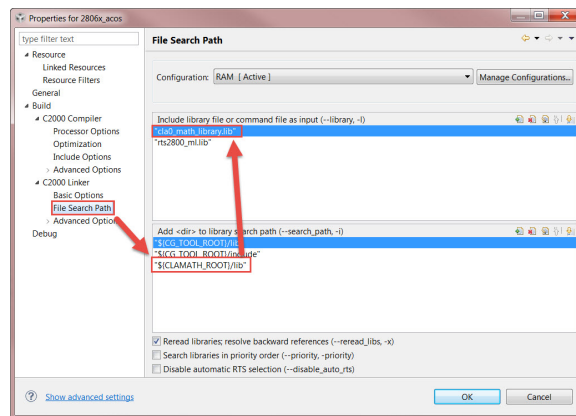 Properties for 2806x_acos
type filter text
File Search Path
Resource
Linked Resources
Resource Filters
General
Build
C2000 Compiler
Processor Options
Optimization
Include Options
Advanced Options
C2000 Linker
Basic Options
File Search Path
Advanced Option
Debug
Configuration: RAM [ Active ]
Manage Configurations...
Include library file or command file as input (--library, -l)
"cla0_math_library.lib"
"rts2800_ml.lib"
Add <dir> to library search path (--search_path, -i)
"${CG_TOOL_ROOT}/lib"
"${CG_TOOL_ROOT}/include"
"${CLAMATH_ROOT}/lib"
Reread libraries; resolve backward references (--reread_libs, -x)
Search libraries in priority order (--priority, -priority)
Disable automatic RTS selection (--disable_auto_rts)
Show advanced settings
OK
Cancel